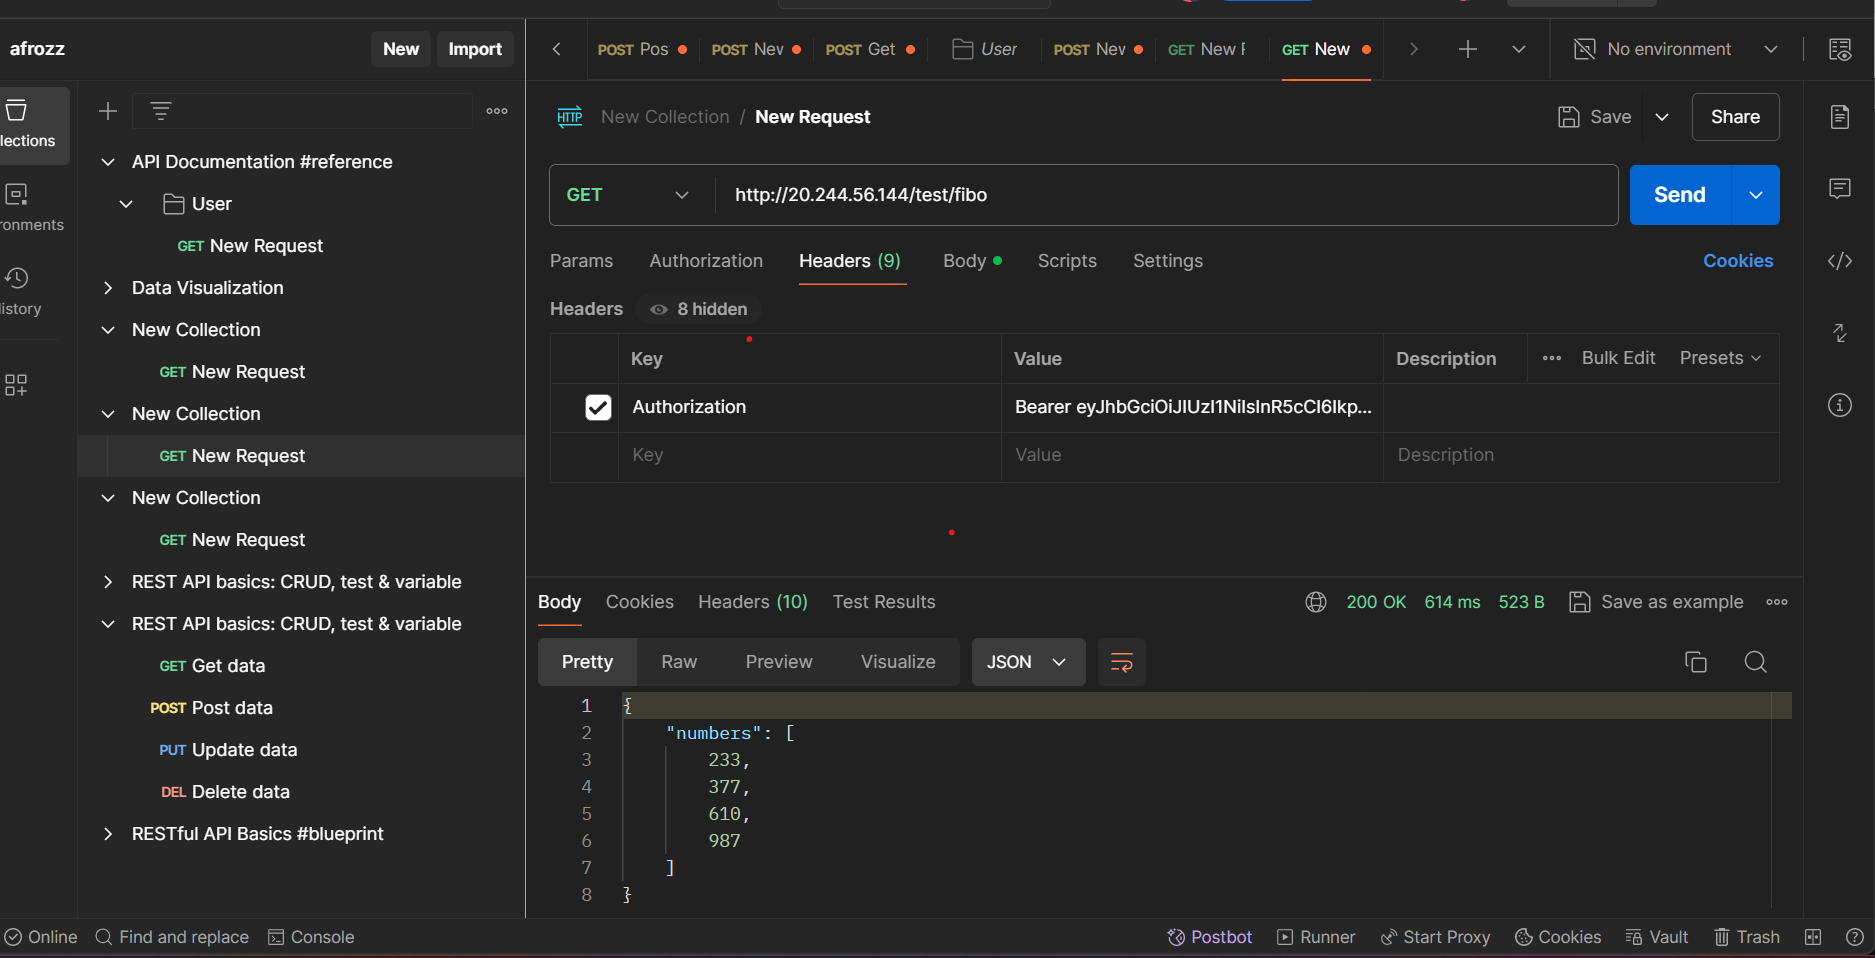 afrozz
New
Import
POST Pos
POST Nev
POST Get
User
POST Nev
GET New F
GET New
No environment
lections
ronments
istory
API Documentation #reference
User
GET New Request
Data Visualization
New Collection
GET New Request
New Collection
GET New Request
New Collection
GET New Request
REST API basics: CRUD, test & variable
REST API basics: CRUD, test & variable
GET Get data
POST Post data
PUT Update data
DEL Delete data
RESTful API Basics #blueprint
HTTP New Collection / New Request
Save
Share
GET
http://20.244.56.144/test/fibo
Send
Params Authorization Headers (9) Body Scripts Settings Cookies
Headers 8 hidden
Key Value Description Bulk Edit Presets
Authorization Bearer eyJhbGciOiJIUzI1NiIsInR5cCI6Ikp...
Key Value Description
Body Cookies Headers (10) Test Results
200 OK 614 ms 523 B Save as example
Pretty Raw Preview Visualize JSON
1 {
2 "numbers": [
3 233,
4 377,
5 610,
6 987
7 ]
8 }
Online Find and replace Console
Postbot Runner Start Proxy Cookies Vault Trash